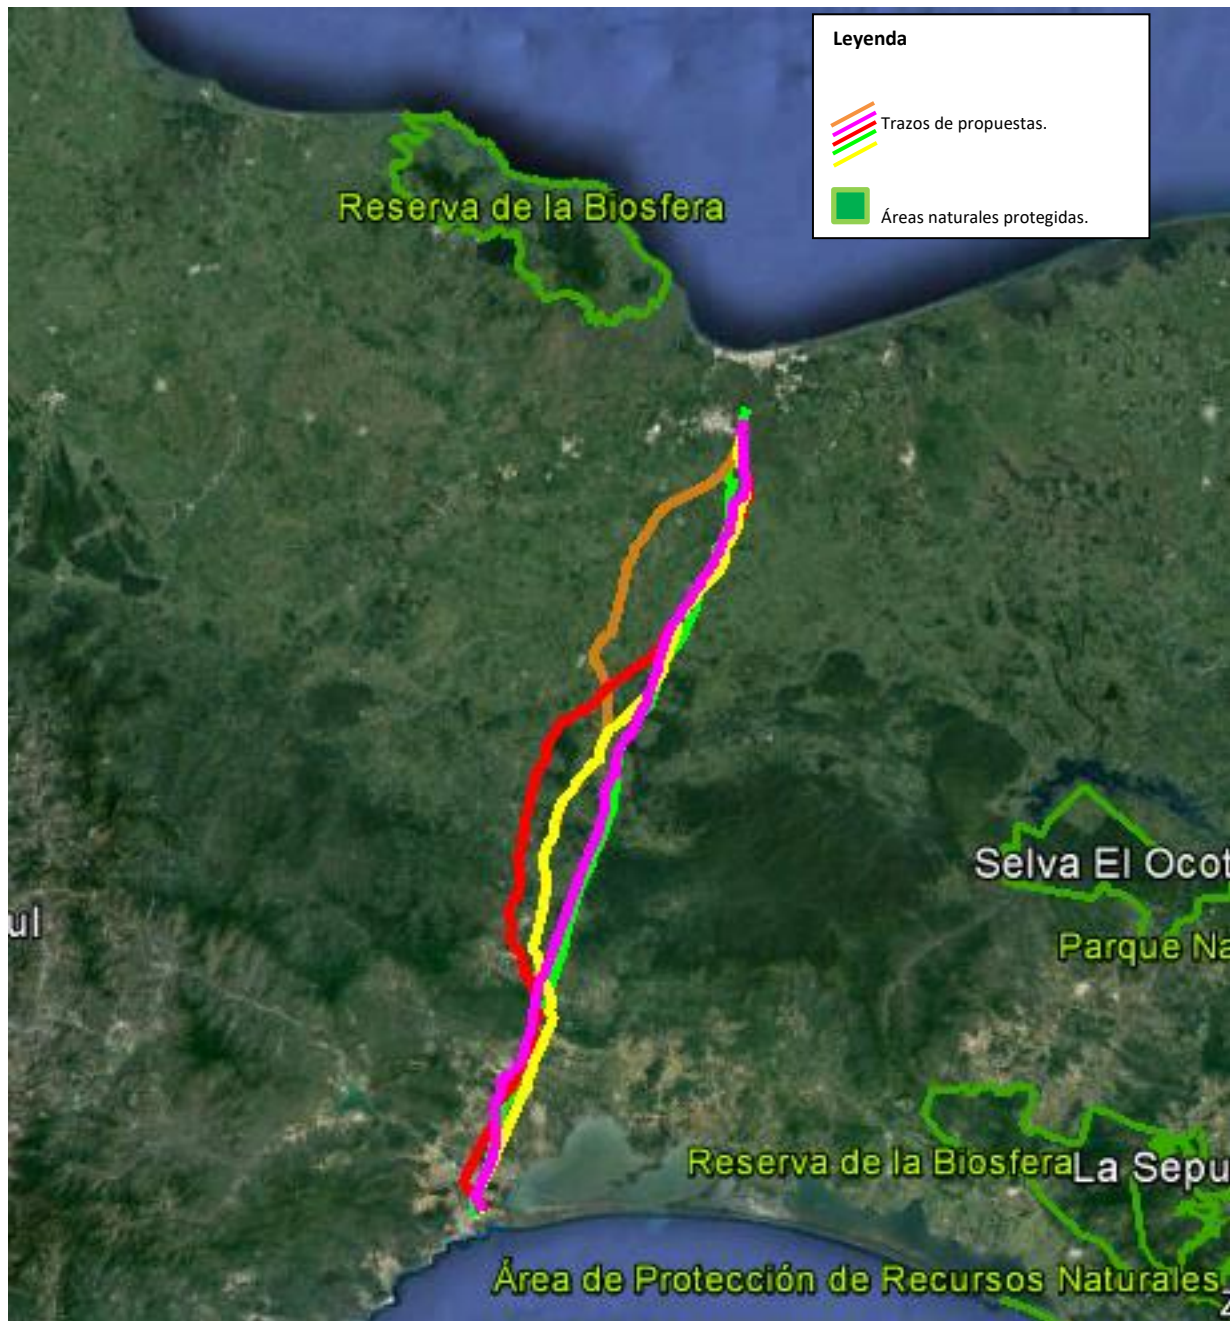 Leyenda
Trazos de propuestas.
Áreas naturales protegidas.
Reserva de la Biosfera
Selva El Ocot
ul
Parque Na
Reserva de la Biosfera
La Sepu
Área de Protección de Recursos Naturales